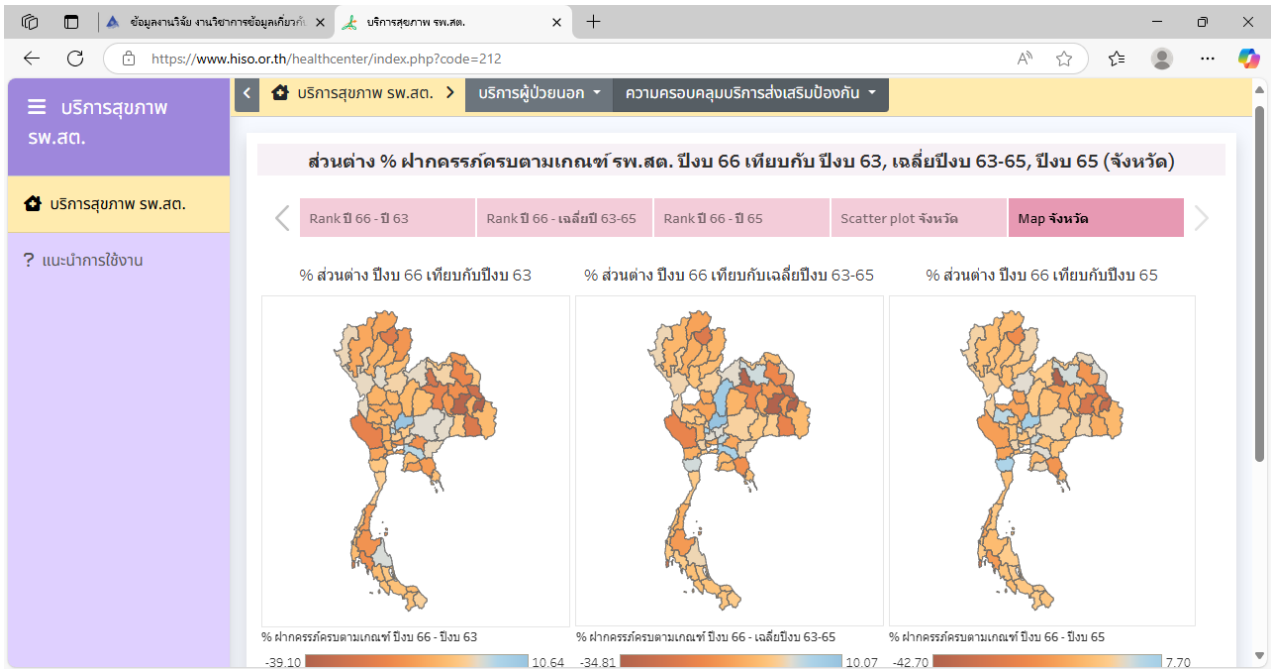 ข้อมูลงานวิจัย งานวิชาการข้อมูลเกี่ยวกั
บริการสุขภาพ รพ.สต.
https://www.hiso.or.th/healthcenter/index.php?code=212
บริการสุขภาพ รพ.สต.
บริการสุขภาพ รพ.สต.
แนะนำการใช้งาน
บริการสุขภาพ รพ.สต. บริการผู้ป่วยนอก ความครอบคลุมบริการส่งเสริมป้องกัน
ส่วนต่าง % ฝากครรภ์ครบตามเกณฑ์ รพ.สต. ปีงบ 66 เทียบกับ ปีงบ 63, เฉลี่ยปีงบ 63-65, ปีงบ 65 (จังหวัด)
Rank ปี 66 - ปี 63 Rank ปี 66 - เฉลี่ยปี 63-65 Rank ปี 66 - ปี 65 Scatter plot จังหวัด Map จังหวัด
% ส่วนต่าง ปีงบ 66 เทียบกับปีงบ 63 % ส่วนต่าง ปีงบ 66 เทียบกับเฉลี่ยปีงบ 63-65 % ส่วนต่าง ปีงบ 66 เทียบกับปีงบ 65
% ฝากครรภ์ครบตามเกณฑ์ ปีงบ 66 - ปีงบ 63 % ฝากครรภ์ครบตามเกณฑ์ ปีงบ 66 - เฉลี่ยปีงบ 63-65 % ฝากครรภ์ครบตามเกณฑ์ ปีงบ 66 - ปีงบ 65
-39.10 10.64 -34.81 10.07 -42.70 7.70